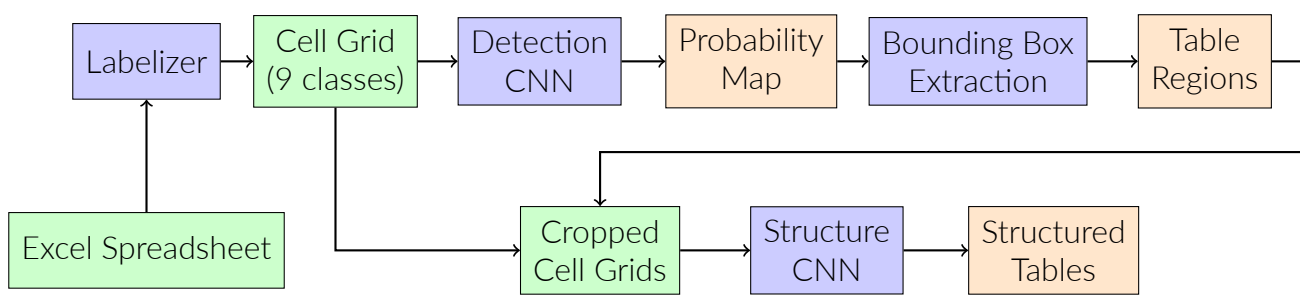 Labelizer
Cell Grid
(9 classes)
Detection
CNN
Probability
Map
Bounding Box
Extraction
Table
Regions
Excel Spreadsheet
Cropped
Cell Grids
Structure
CNN
Structured
Tables